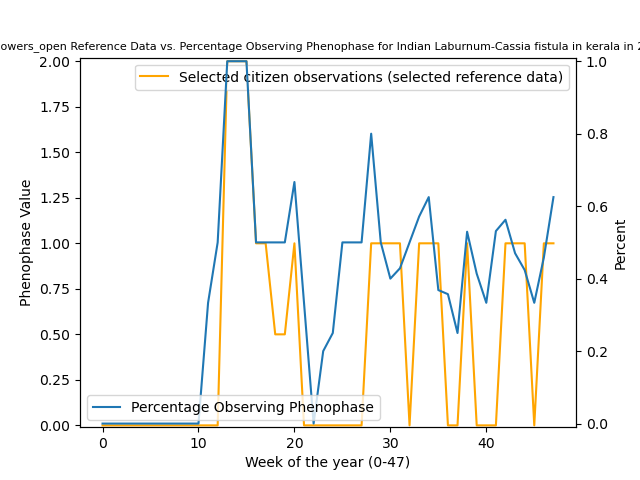 owers_open Reference Data vs. Percentage Observing Phenophase for Indian Laburnum-Cassia fistula in kerala in
Selected citizen observations (selected reference data)
Percentage Observing Phenophase
Phenophase Value
2.00
1.75
1.50
1.25
1.00
0.75
0.50
0.25
0.00
1.0
0.8
0.6
0.4
0.2
0.0
Percent
0 10 20 30 40
Week of the year (0-47)